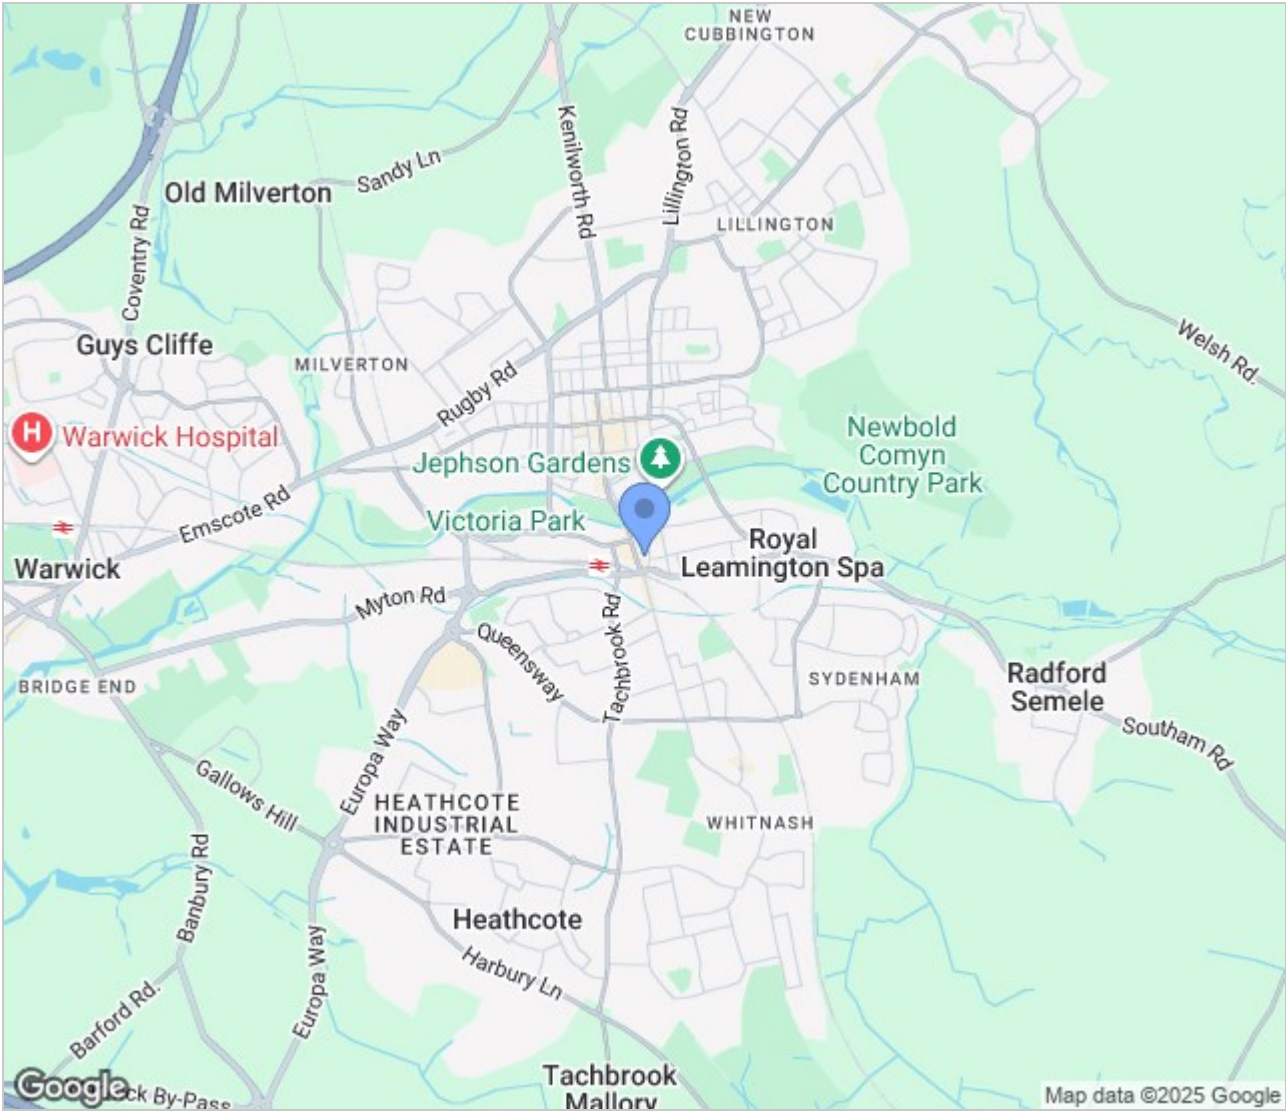 NEW
CUBBINGTON
Kenilworth Rd
Lillington Rd
Sandy Ln
Old Milverton
LILLINGTON
Coventry Rd
Welsh Rd.
Guys Cliffe
MILVERTON
Rugby Rd
H
Warwick Hospital
Newbold
Comyn
Country Park
Jephson Gardens
Emscote Rd
Victoria Park
Royal
Leamington Spa
Warwick
Myton Rd
Tachbrook Rd
Queensway
BRIDGE END
SYDENHAM
Radford
Semele
Southam Rd
Europa Way
Gallows Hill
HEATHCOTE
INDUSTRIAL
ESTATE
WHITNASH
Banbury Rd
Heathcote
Europa Way
Harbury Ln
Barford Rd.
Tachbrook
Mallory
Google
ck By-Pass
Map data ©2025 Google